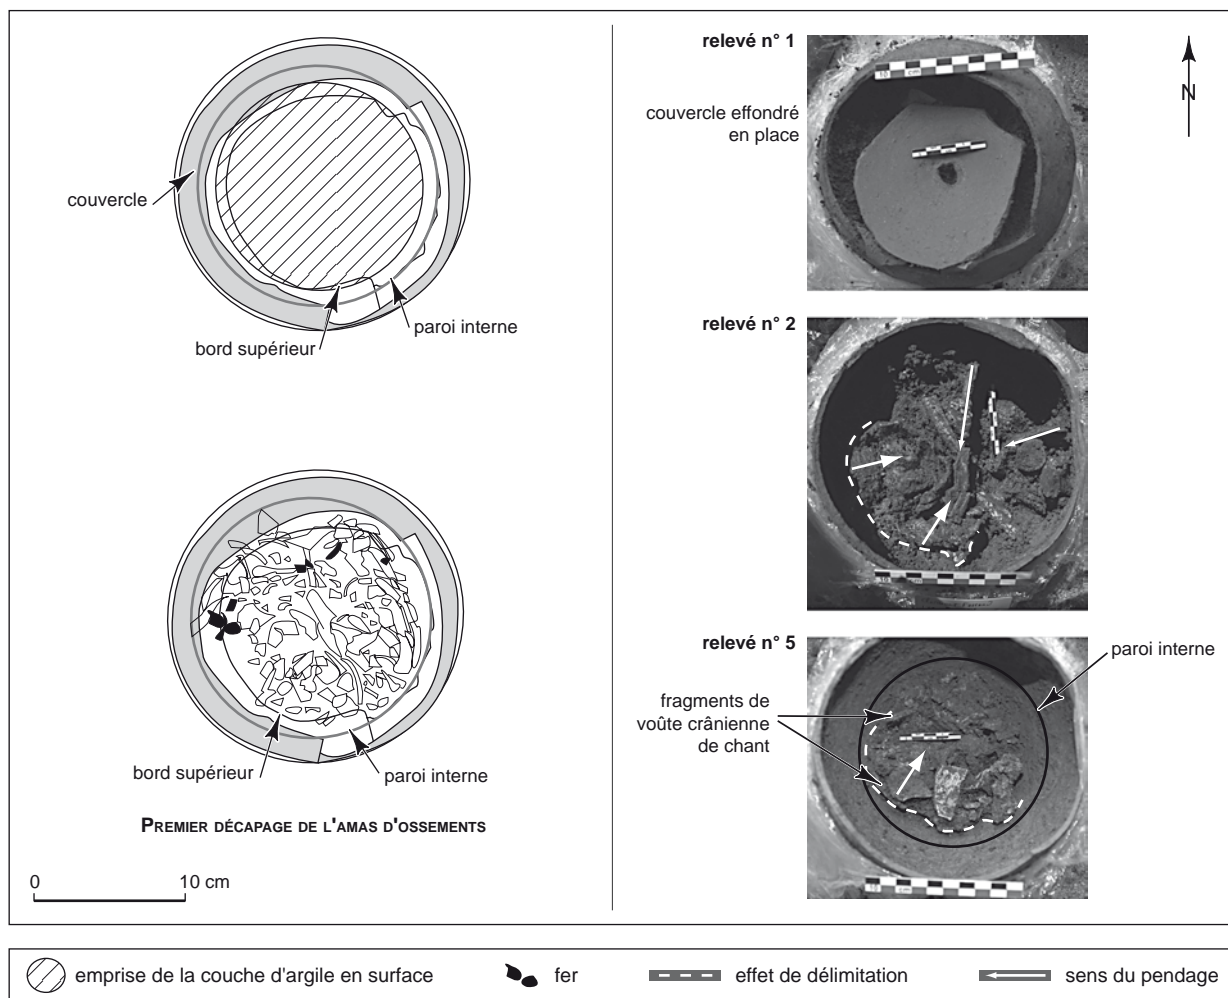 couvercle
paroi interne
bord supérieur
bord supérieur
paroi interne
PREMIER DÉCAPAGE DE L'AMAS D'OSSEMENTS
0 10 cm
relevé n° 1
couvercle effondré
en place
N
relevé n° 2
relevé n° 5
paroi interne
fragments de
voûte crânienne
de chant
emprise de la couche d'argile en surface
fer
effet de délimitation
sens du pendage